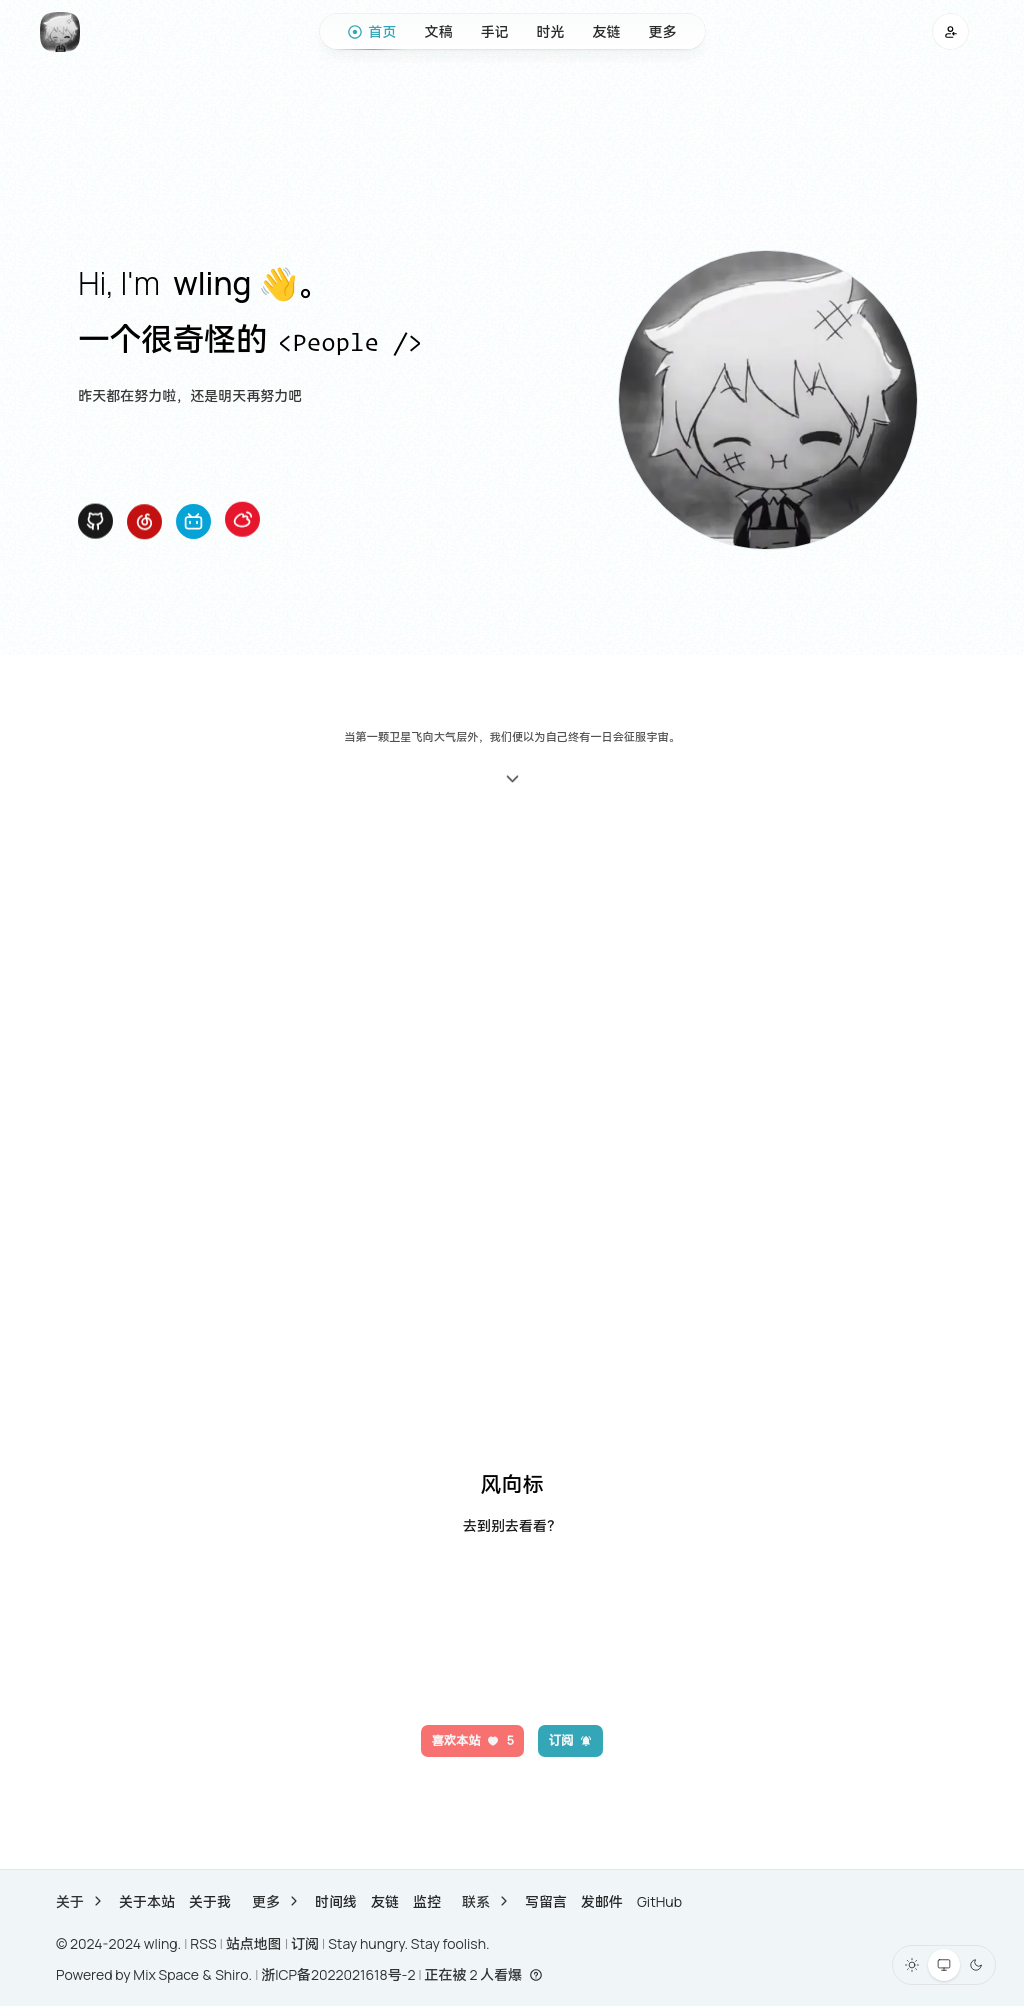 首页 文稿 手记 时光 友链 更多
Hi, I'm wling 👋。
一个很奇怪的 <People />
昨天都在努力啦，还是明天再努力吧
当第一颗卫星飞向大气层外，我们便以为自己终有一日会征服宇宙。
风向标
去到别去看看？
喜欢本站 5 订阅
关于 关于本站 关于我 更多 时间线 友链 监控 联系 写留言 发邮件 GitHub
© 2024-2024 wling. | RSS | 站点地图 | 订阅 | Stay hungry. Stay foolish.
Powered by Mix Space & Shiro. | 浙ICP备2022021618号-2 | 正在被 2 人看爆